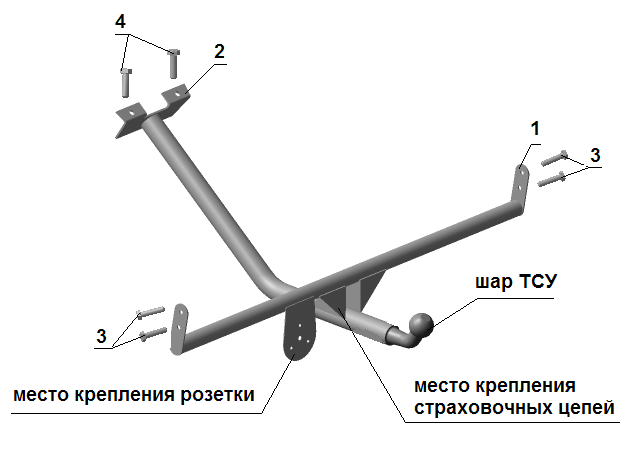 4
2
1
3
шар ТСУ
3
место крепления розетки
место крепления
страховочных цепей